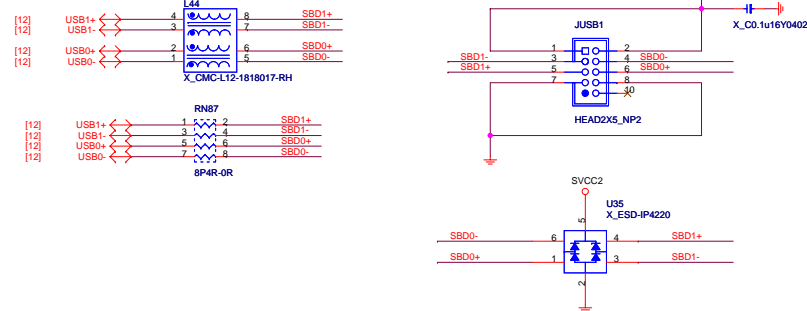 L44
[12] USB1+ 4 8 SBD1+
[12] USB1- 3 7 SBD1-
[12] USB0+ 2 6 SBD0+
[12] USB0- 1 5 SBD0-
X_CMC-L12-1818017-RH
RN87
[12] USB1+ 1 2 SBD1+
[12] USB1- 3 4 SBD1-
[12] USB0+ 5 6 SBD0+
[12] USB0- 7 8 SBD0-
8P4R-0R
X_C0.1u16Y0402
JUSB1
1 2
SBD1- 3 4 SBD0-
SBD1+ 5 6 SBD0+
7 8
10
HEAD2X5_NP2
SVCC2
U35
X_ESD-IP4220
5
SBD0- 6 4 SBD1+
SBD0+ 1 3 SBD1-
2